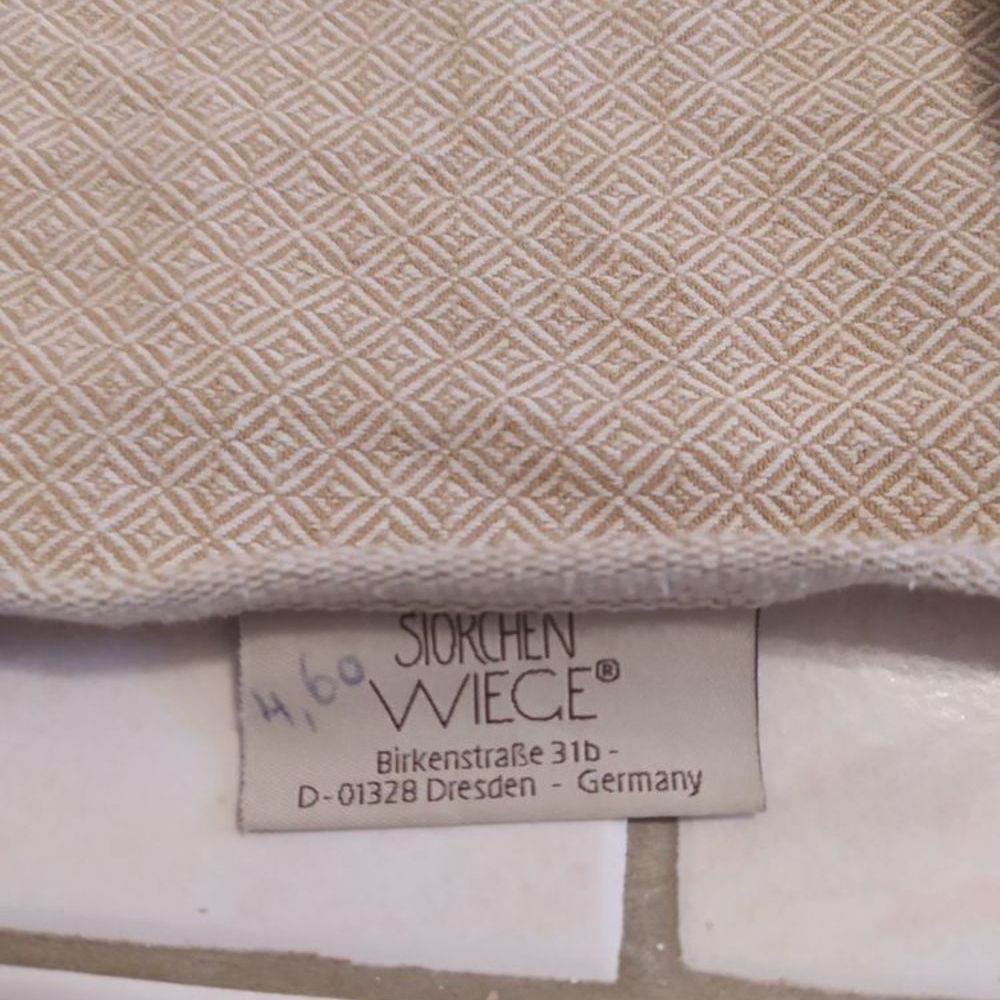 STORCHEN
4,60
WIEGE®
Birkenstraße 31b -
D-01328 Dresden - Germany